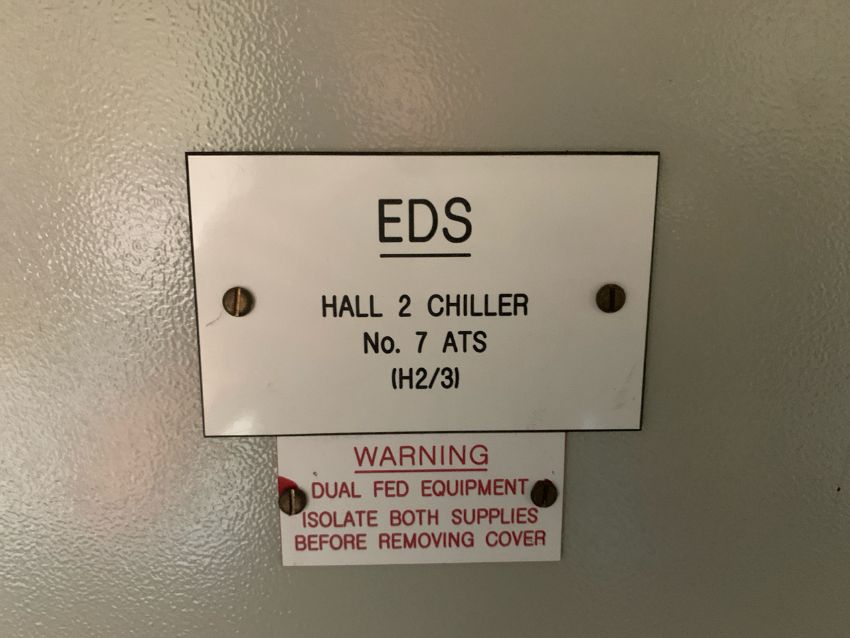 EDS
HALL 2 CHILLER
No. 7 ATS
(H2/3)
WARNING
DUAL FED EQUIPMENT
ISOLATE BOTH SUPPLIES
BEFORE REMOVING COVER